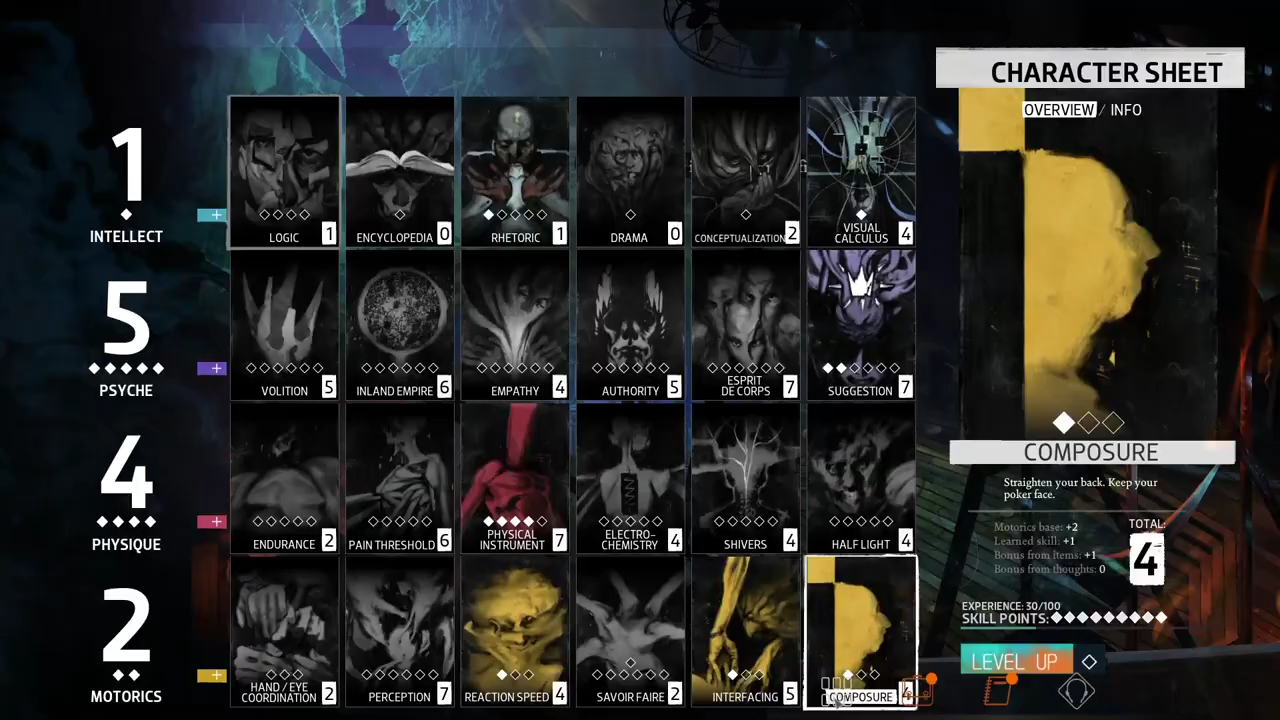 CHARACTER SHEET
OVERVIEW / INFO
1
INTELLECT
LOGIC 1
ENCYCLOPEDIA 0
RHETORIC 1
DRAMA 0
CONCEPTUALIZATION 2
VISUAL
CALCULUS 4
5
PSYCHE
VOLITION 5
INLAND EMPIRE 6
EMPATHY 4
AUTHORITY 5
ESPRIT
DE CORPS 7
SUGGESTION 7
4
PHYSIQUE
ENDURANCE 2
PAIN THRESHOLD 6
PHYSICAL
INSTRUMENT 7
ELECTRO-
CHEMISTRY 4
SHIVERS 4
HALF LIGHT 4
2
MOTORICS
HAND/EYE
COORDINATION 2
PERCEPTION 7
REACTION SPEED 4
SAVOIR FAIRE 2
INTERFACING 5
COMPOSURE 4
COMPOSURE
Straighten your back. Keep your
poker face.
Motorics base: +2
Learned skill: +1
Bonus from items: +1
Bonus from thoughts: 0
TOTAL:
4
EXPERIENCE: 30/100
SKILL POINTS:
LEVEL UP